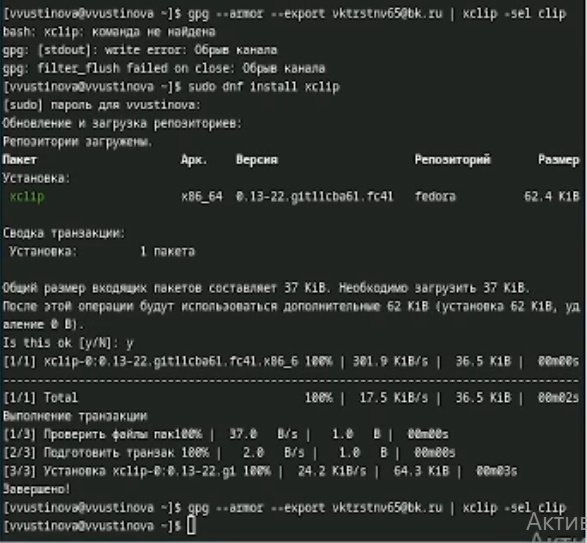 [vvustinova@vvustinova ~]$ gpg --armor --export vktrstnv65@bk.ru | xclip -sel clip
bash: xclip: команда не найдена
gpg: [stdout]: write error: Обрыв канала
gpg: filter_flush failed on close: Обрыв канала
[vvustinova@vvustinova ~]$ sudo dnf install xclip
[sudo] пароль для vvustinova:
Обновление и загрузка репозиториев:
Репозитории загружены.
Пакет Арх. Версия Репозиторий Размер
Установка:
xclip x86_64 0.13-22.git11cba61.fc41 fedora 62.4 KiB
Сводка транзакции:
Установка: 1 пакета
Общий размер входящих пакетов составляет 37 KiB. Необходимо загрузить 37 KiB.
После этой операции будут использоваться дополнительные 62 KiB (установка 62 KiB, уд
аление 0 B).
Is this ok [y/N]: y
[1/1] xclip-0:0.13-22.git11cba61.fc41.x86_6 100% | 301.9 KiB/s | 36.5 KiB | 00m00s
--------------------------------------------------------------------------------
[1/1] Total 100% | 17.5 KiB/s | 36.5 KiB | 00m02s
Выполнение транзакции
[1/3] Проверить файлы пак100% | 37.0 B/s | 1.0 B | 00m00s
[2/3] Подготовить транзак 100% | 2.0 B/s | 1.0 B | 00m00s
[3/3] Установка xclip-0:0.13-22.gi 100% | 24.2 KiB/s | 64.3 KiB | 00m03s
Завершено!
[vvustinova@vvustinova ~]$ gpg --armor --export vktrstnv65@bk.ru | xclip -sel clip
[vvustinova@vvustinova ~]$
Актив